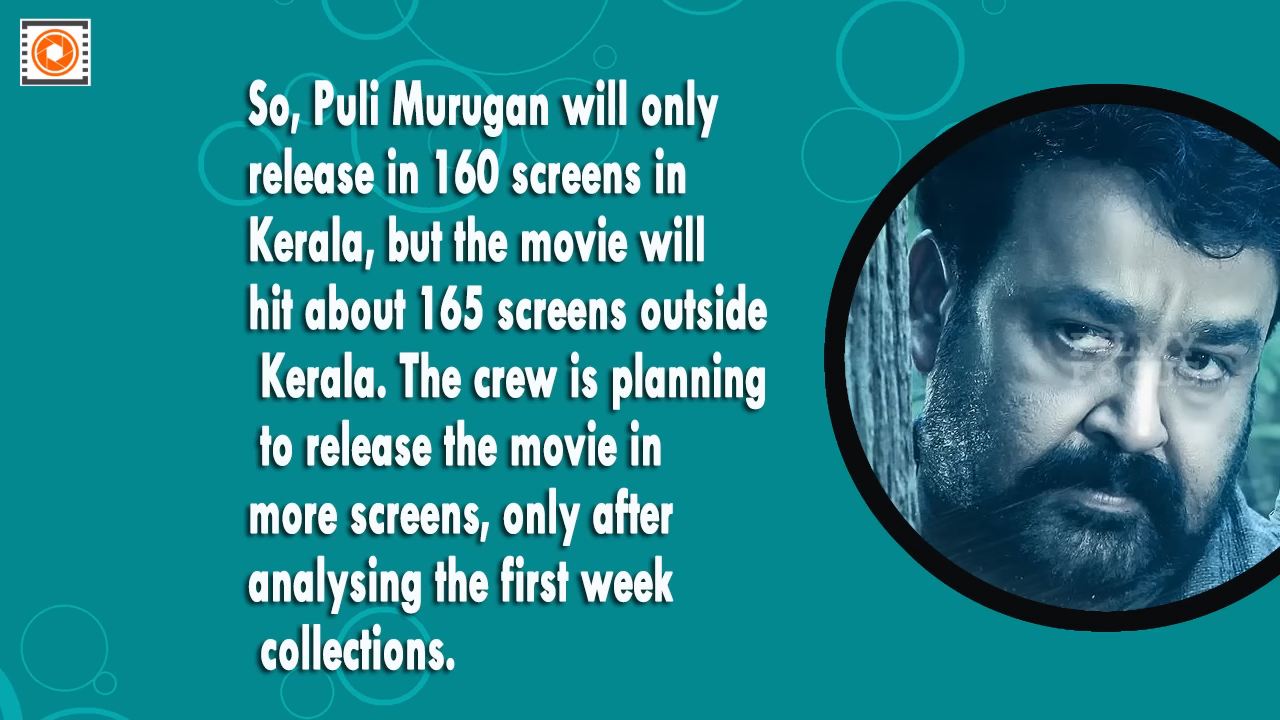 So, Puli Murugan will only
release in 160 screens in
Kerala, but the movie will
hit about 165 screens outside
Kerala. The crew is planning
to release the movie in
more screens, only after
analysing the first week
collections.